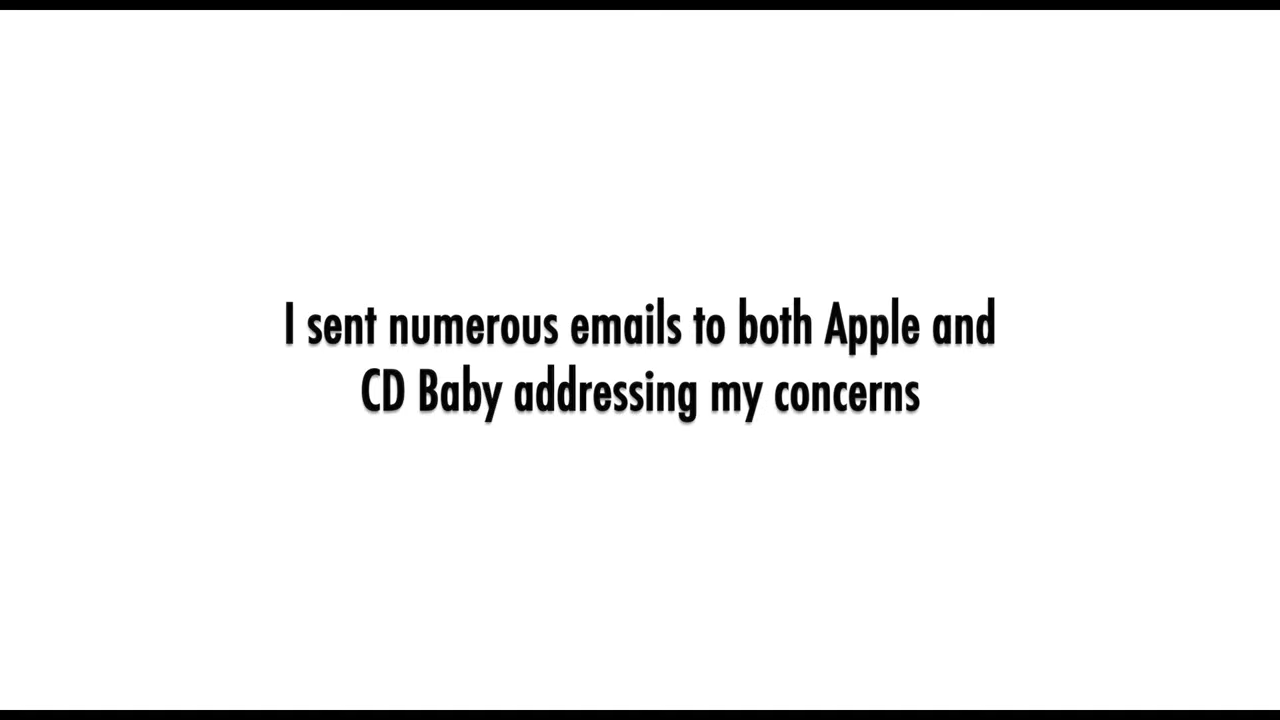 I sent numerous emails to both Apple and
CD Baby addressing my concerns